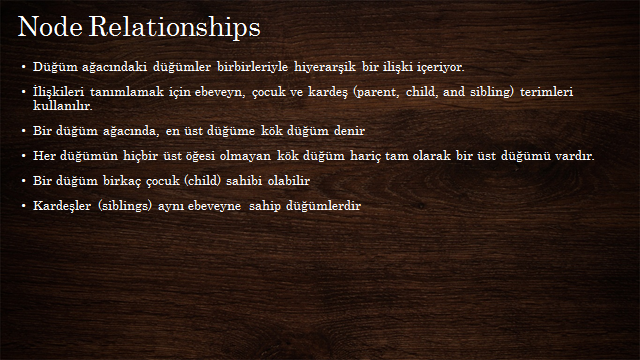 Node Relationships
• Düğüm ağacındaki düğümler birbirleriyle hiyerarşik bir ilişki içeriyor.
• İlişkileri tanımlamak için ebeveyn, çocuk ve kardeş (parent, child, and sibling) terimleri
kullanılır.
• Bir düğüm ağacında, en üst düğüme kök düğüm denir
• Her düğümün hiçbir üst öğesi olmayan kök düğüm hariç tam olarak bir üst düğümü vardır.
• Bir düğüm birkaç çocuk (child) sahibi olabilir
• Kardeşler (siblings) aynı ebeveyne sahip düğümlerdir